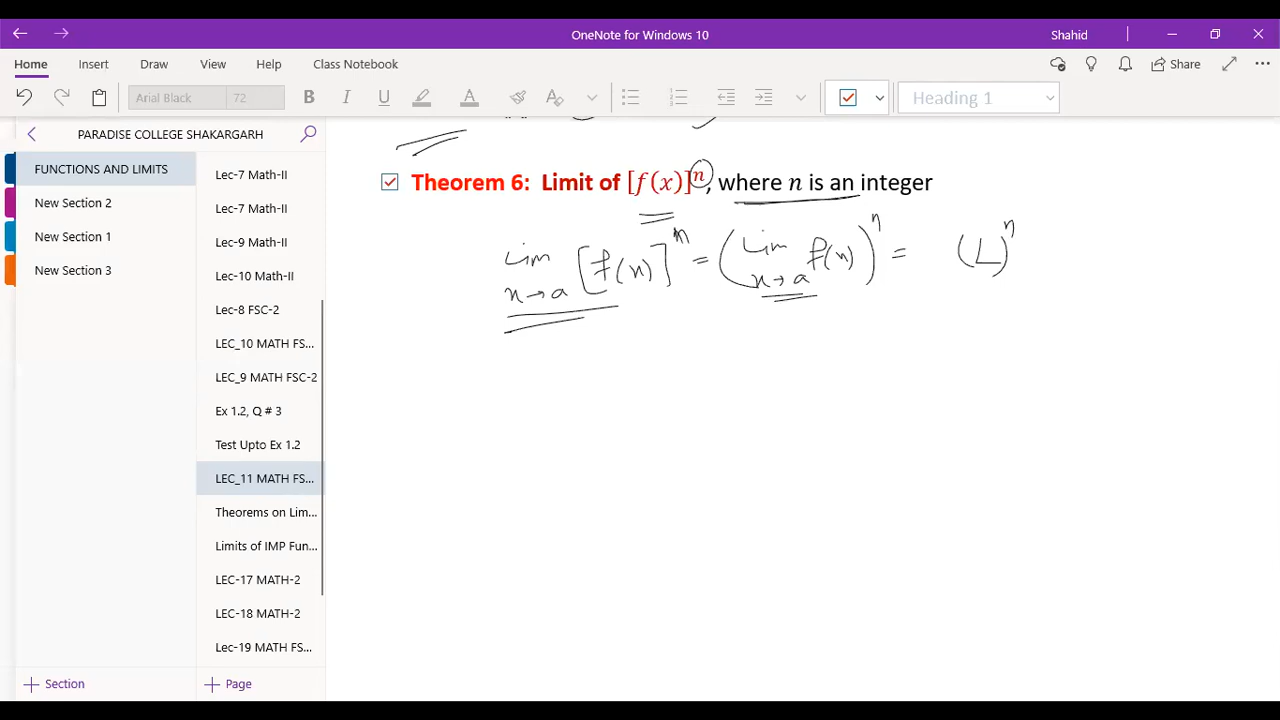 OneNote for Windows 10
Shahid
Home Insert Draw View Help Class Notebook
Share
Arial Black 72 B I U A Heading 1
PARADISE COLLEGE SHAKARGARH
FUNCTIONS AND LIMITS
New Section 2
New Section 1
New Section 3
Lec-7 Math-II
Lec-7 Math-II
Lec-9 Math-II
Lec-10 Math-II
Lec-8 FSC-2
LEC_10 MATH FS...
LEC_9 MATH FSC-2
Ex 1.2, Q # 3
Test Upto Ex 1.2
LEC_11 MATH FS...
Theorems on Lim...
Limits of IMP Fun...
LEC-17 MATH-2
LEC-18 MATH-2
Lec-19 MATH FS...
Section
Page
Theorem 6: Limit of [f(x)]^n, where n is an integer
Lim x→a [f(x)]^n = (Lim x→a f(x))^n = (L)^n